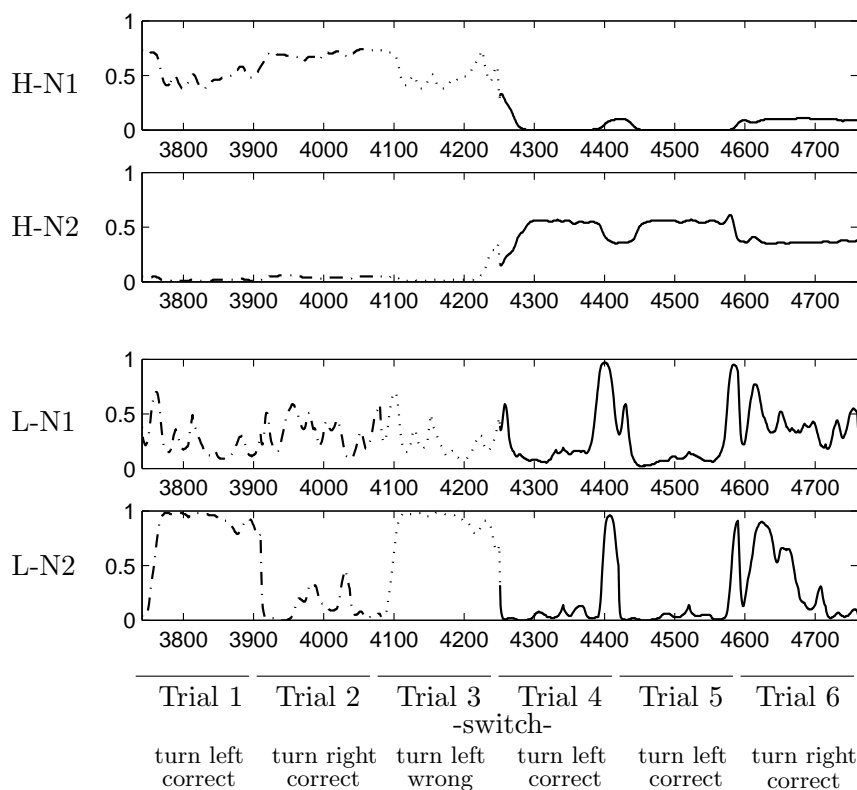 1
0.5
0
H-N1
3800 3900 4000 4100 4200 4300 4400 4500 4600 4700
1
0.5
0
H-N2
3800 3900 4000 4100 4200 4300 4400 4500 4600 4700
1
0.5
0
L-N1
3800 3900 4000 4100 4200 4300 4400 4500 4600 4700
1
0.5
0
L-N2
3800 3900 4000 4100 4200 4300 4400 4500 4600 4700
Trial 1 Trial 2 Trial 3 Trial 4 Trial 5 Trial 6
-switch-
turn left turn right turn left turn left turn left turn right
correct correct wrong correct correct correct